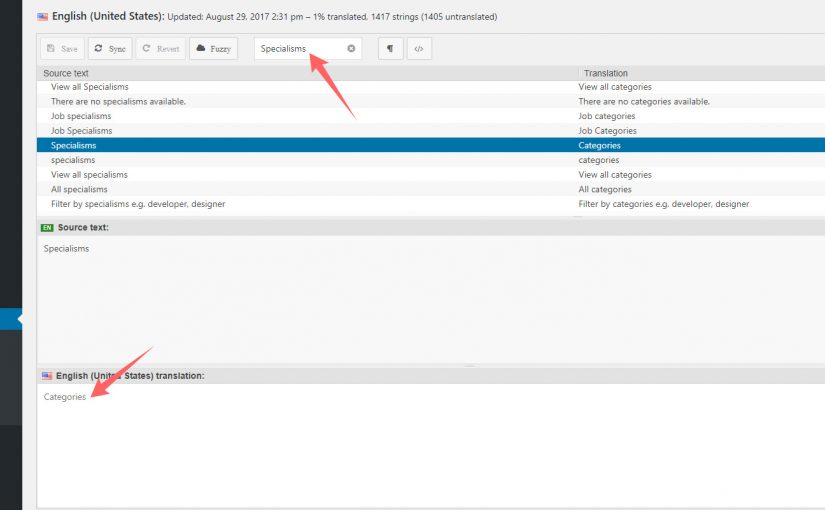 English (United States): Updated: August 29, 2017 2:31 pm – 1% translated, 1417 strings (1405 untranslated)
Save Sync Revert Fuzzy Specialisms ¶ </>
Source text Translation
View all Specialisms View all categories
There are no specialisms available. There are no categories available.
Job specialisms Job categories
Job Specialisms Job Categories
Specialisms Categories
specialisms categories
View all specialisms View all categories
All specialisms All categories
Filter by specialisms e.g. developer, designer Filter by categories e.g. developer, designer
EN Source text:
Specialisms
English (United States) translation:
Categories